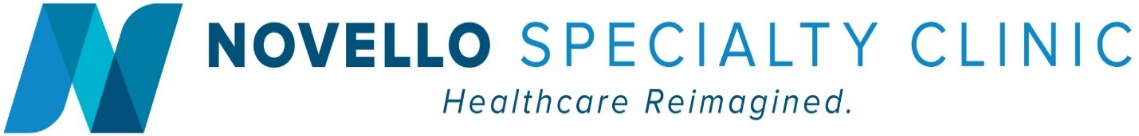 NOVELLO SPECIALTY CLINIC
Healthcare Reimagined.